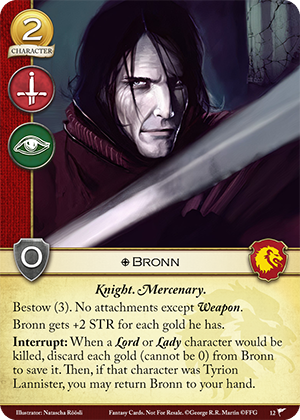 2
CHARACTER
0
Bronn
Knight. Mercenary.
Bestow (3). No attachments except Weapon.
Bronn gets +2 STR for each gold he has.
Interrupt: When a Lord or Lady character would be
killed, discard each gold (cannot be 0) from Bronn
to save it. Then, if that character was Tyrion
Lannister, you may return Bronn to your hand.
Illustrator: Natascha Röösli Fantasy Cards. Not For Resale. ©George R.R. Martin ©FFG 12